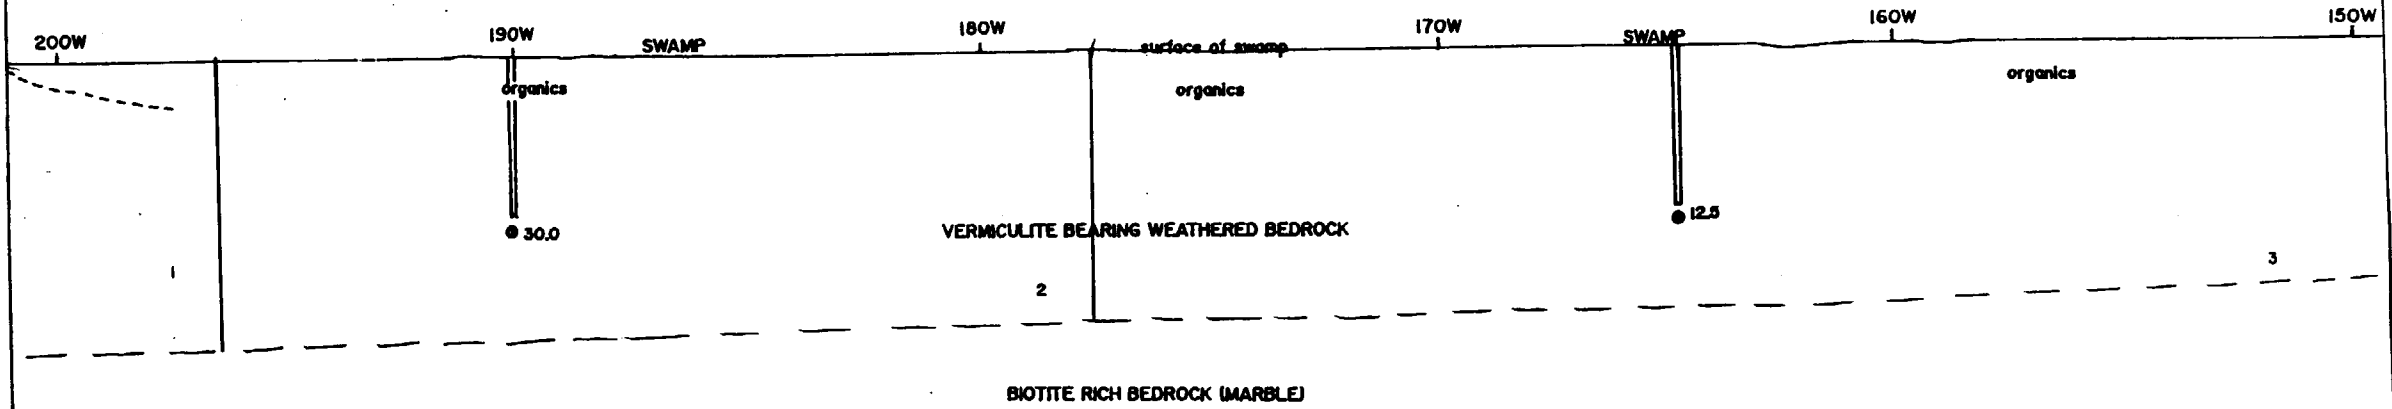 200W
190W
SWAMP
180W
surface of swamp
170W
SWAMP
160W
150W
organics
organics
organics
30.0
VERMICULITE BEARING WEATHERED BEDROCK
12.5
1
2
3
BIOTITE RICH BEDROCK (MARBLE)